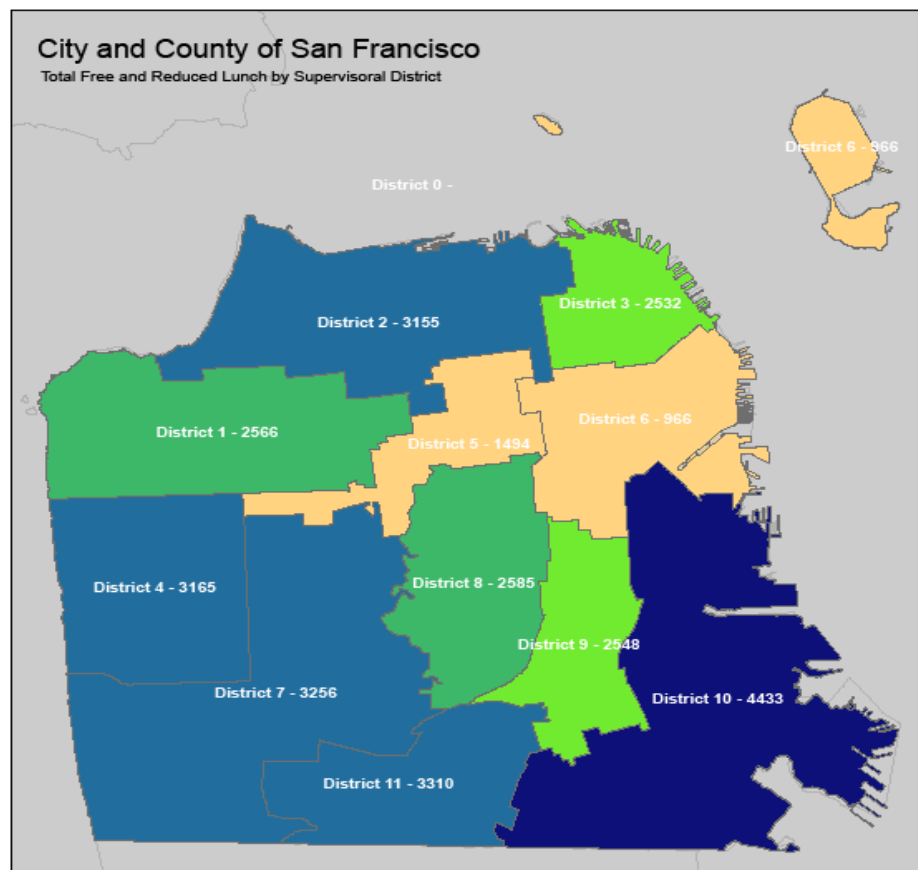 City and County of San Francisco
Total Free and Reduced Lunch by Supervisoral District
District 6 - 966
District 0 -
District 3 - 2532
District 2 - 3155
District 6 - 966
District 1 - 2566
District 5 - 1494
District 8 - 2585
District 4 - 3165
District 9 - 2548
District 7 - 3256
District 10 - 4433
District 11 - 3310